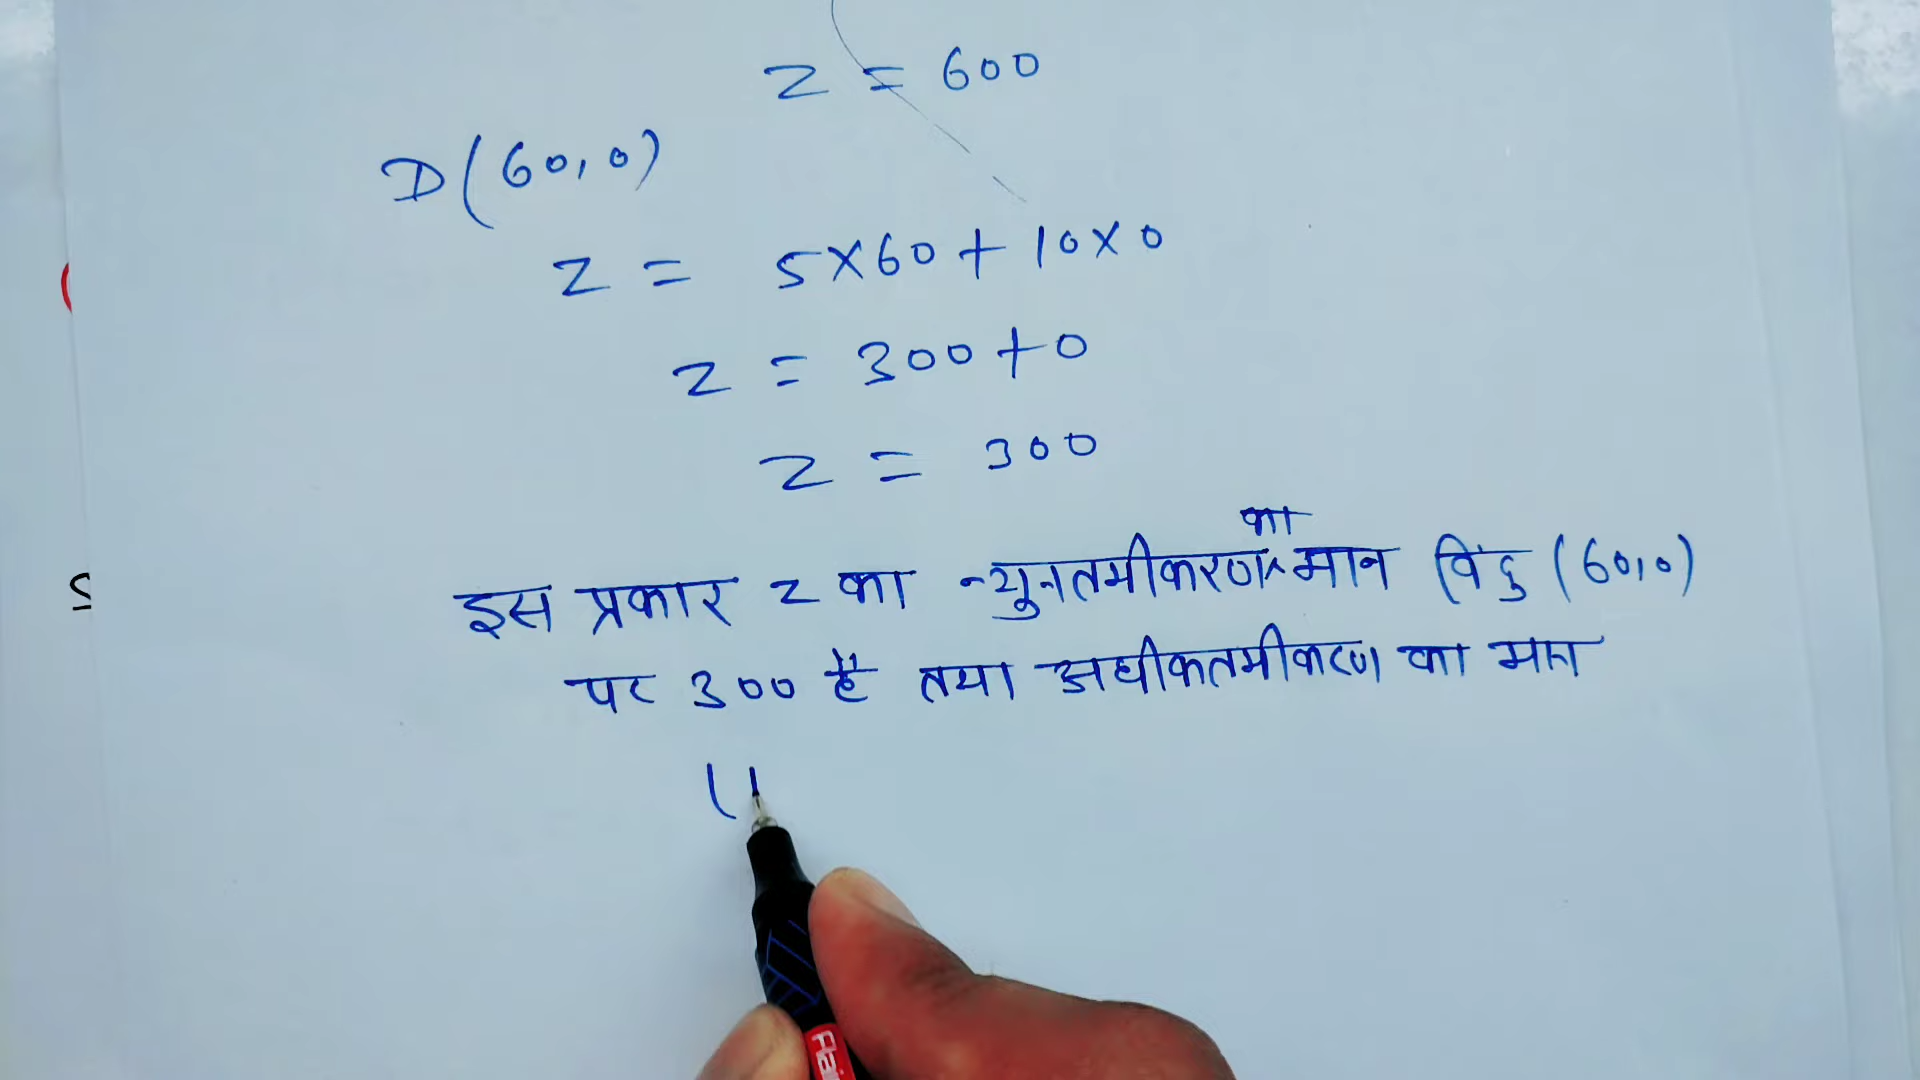 z = 600
D(60,0)
z = 5×60+10×0
z = 300+0
z = 300
का
इस प्रकार z का न्युनतमीकरण^मान विंदु (60,0)
पर 300 है तथा अधीकतमीकरण का मान
(